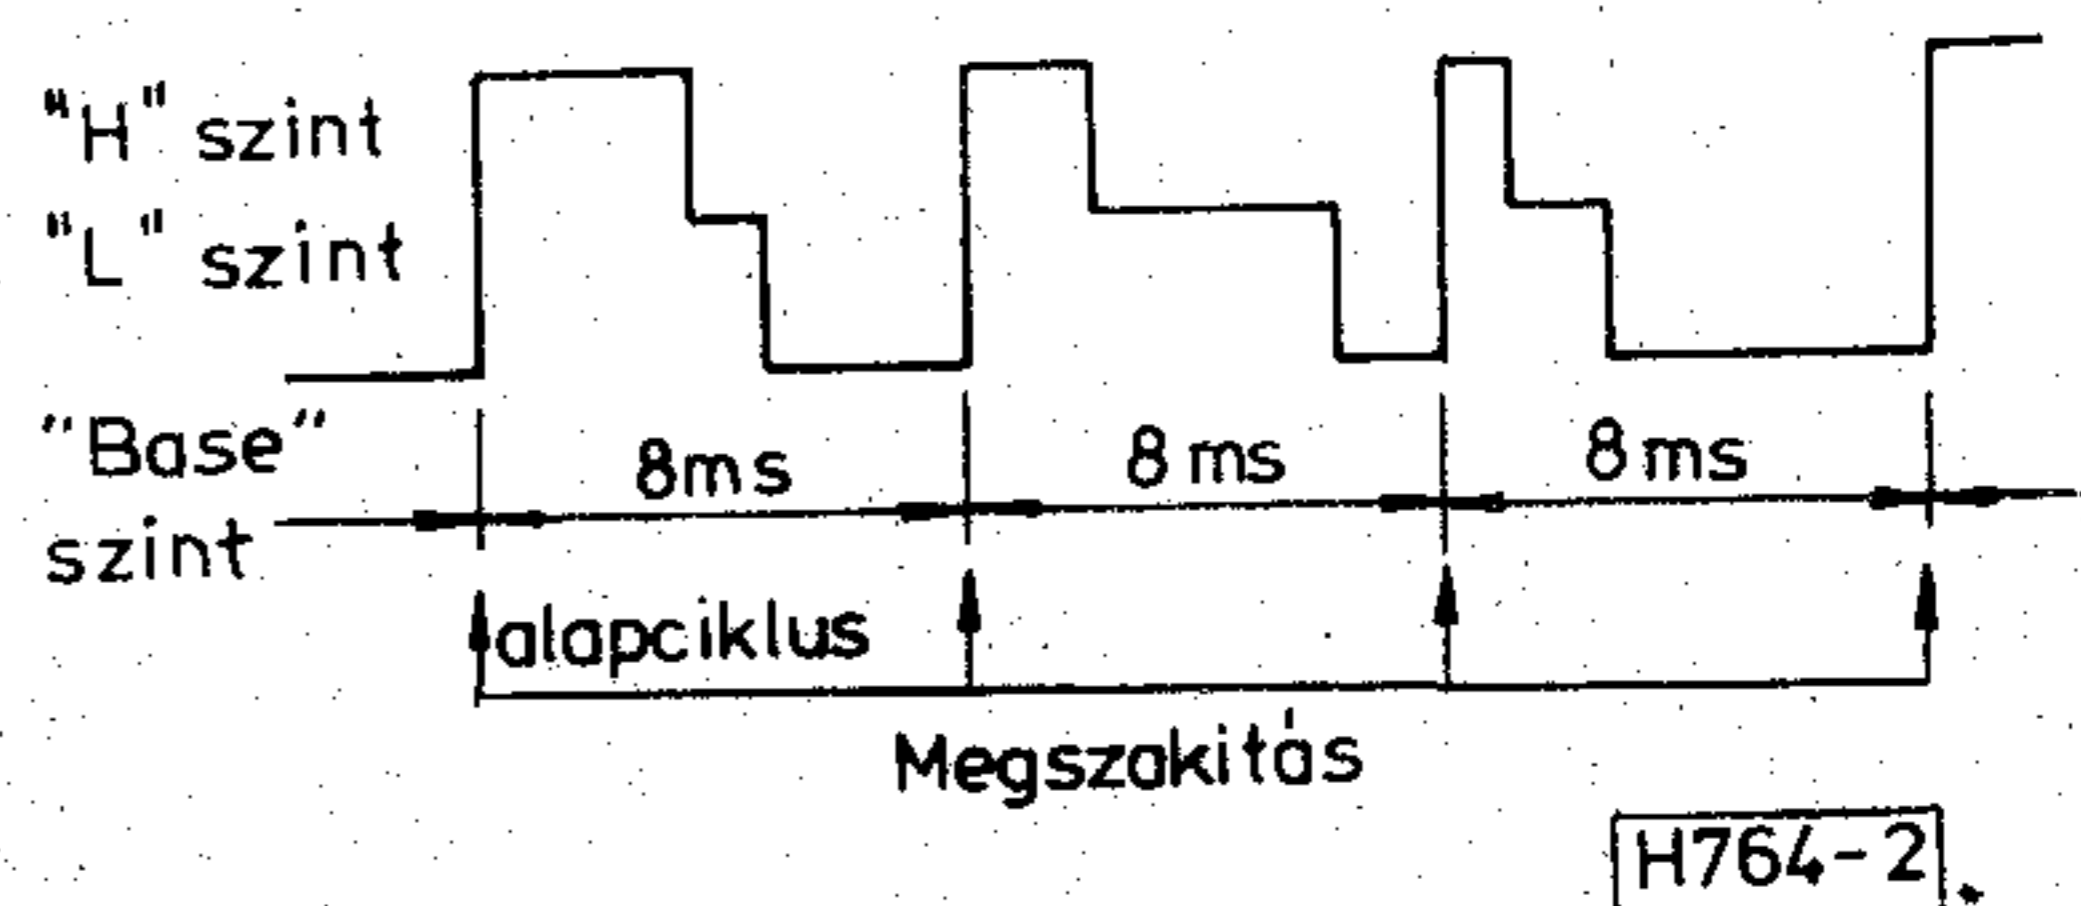 "H" szint
"L" szint
"Base"
szint
8ms
8 ms
8 ms
alapciklus
Megszakitás
H764-2